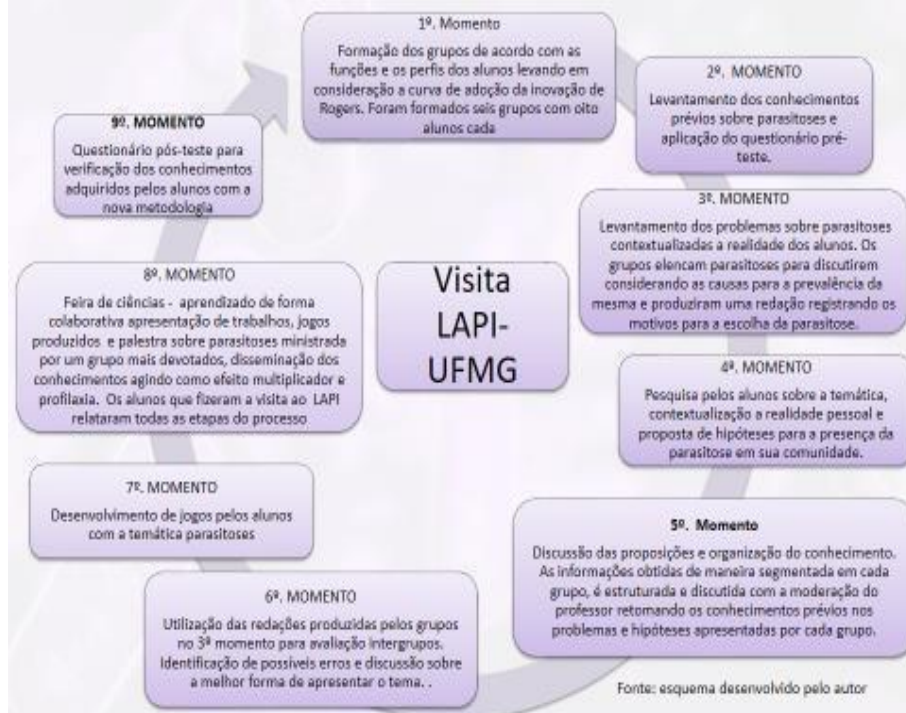 1º. Momento
Formação dos grupos de acordo com as
funções e os perfis dos alunos levando em
consideração a curva de adoção da inovação de
Rogers. Foram formados seis grupos com oito
alunos cada
2º. MOMENTO
Levantamento dos conhecimentos
prévios sobre parasitoses e
aplicação do questionário pré-
teste.
3º. MOMENTO
Levantamento dos problemas sobre parasitoses
contextualizadas a realidade dos alunos. Os
grupos elencam parasitoses para discutirem
considerando as causas para a prevalência da
mesma e produziram uma redação registrando os
motivos para a escolha da parasitose.
4º. MOMENTO
Pesquisa pelos alunos sobre a temática,
contextualização a realidade pessoal e
proposta de hipóteses para a presença da
parasitose em sua comunidade.
5º. Momento
Discussão das proposições e organização do conhecimento.
As informações obtidas de maneira segmentada em cada
grupo, é estruturada e discutida com a moderação do
professor retomando os conhecimentos prévios nos
problemas e hipóteses apresentadas por cada grupo.
6º. MOMENTO
Utilização das redações produzidas pelos grupos
no 3º momento para avaliação intergrupos.
Identificação de possíveis erros e discussão sobre
a melhor forma de apresentar o tema. .
7º. MOMENTO
Desenvolvimento de jogos pelos alunos
com a temática parasitoses
8º. MOMENTO
Feira de ciências - aprendizado de forma
colaborativa apresentação de trabalhos, jogos
produzidos e palestra sobre parasitoses ministrada
por um grupo mais devotados, disseminação dos
conhecimentos agindo como efeito multiplicador e
profilaxia. Os alunos que fizeram a visita ao LAPI
relataram todas as etapas do processo
9º. MOMENTO
Questionário pós-teste para
verificação dos conhecimentos
adquiridos pelos alunos com a
nova metodologia
Visita
LAPI-
UFMG
Fonte: esquema desenvolvido pelo autor